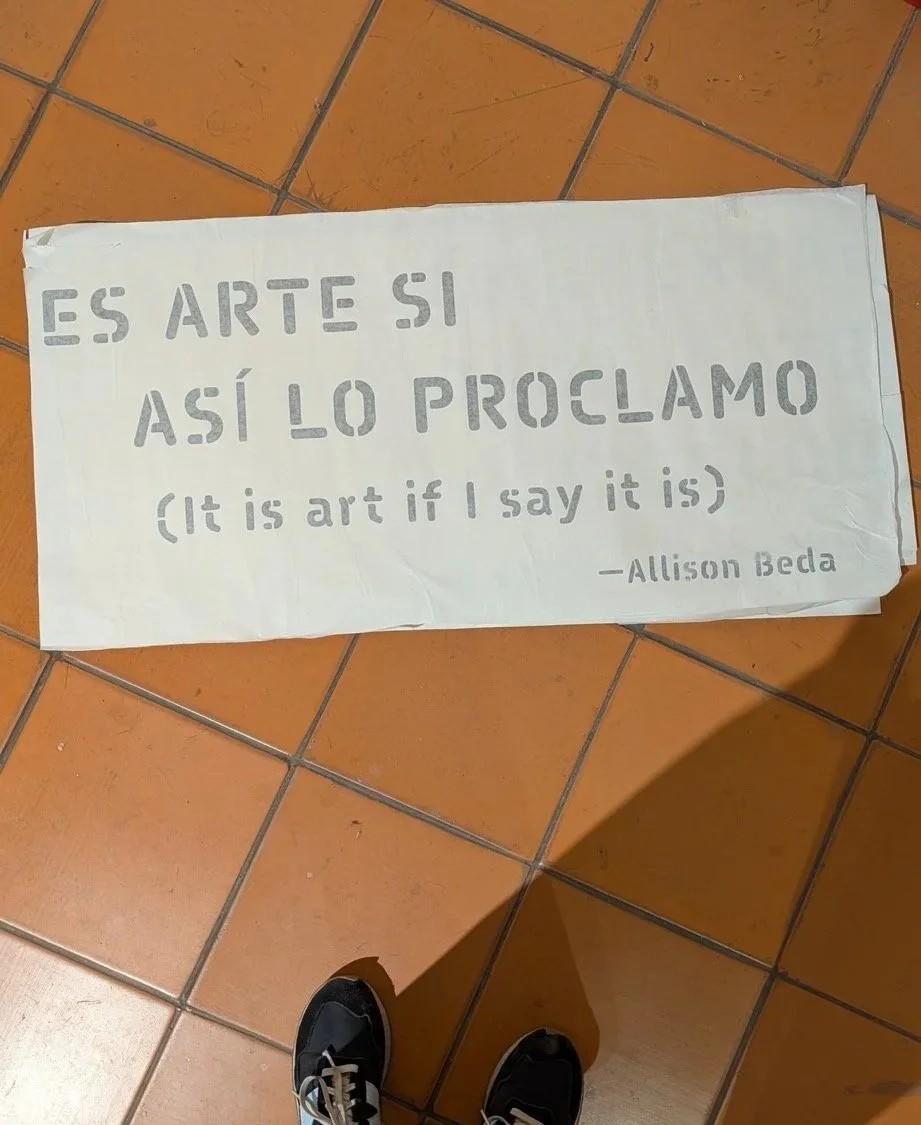 ES ARTE SI
ASÍ LO PROCLAMO
(It is art if I say it is)
—Allison Beda